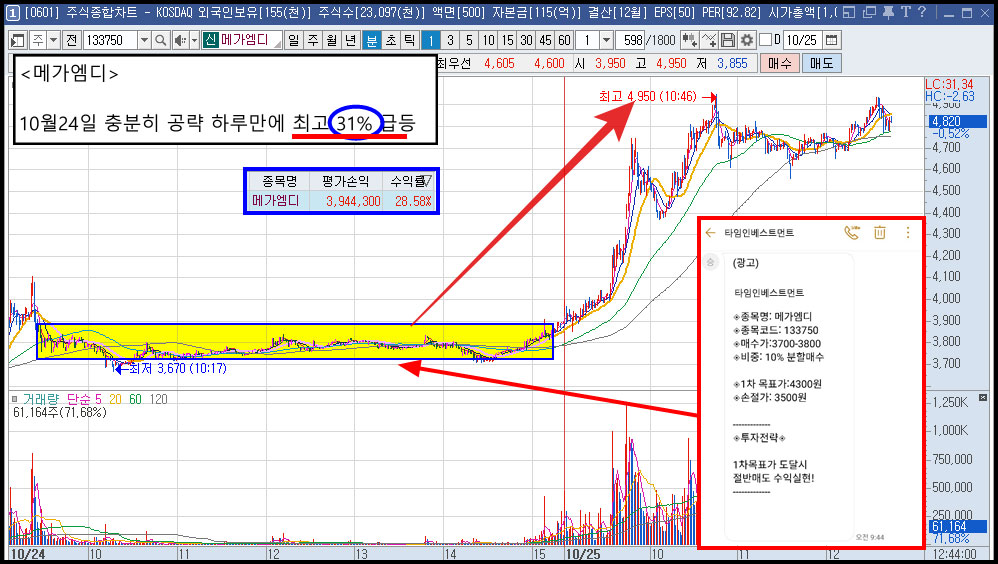 [0601] 주식종합차트 - KOSDAQ 외국인보유[155(천)] 주식수[23,097(천)] 액면[500] 자본금[115(억)] 결산[12월] EPS[50] PER[92.82] 시가총액[1,
주 전 133750 신 메가엠디 일 주 월 년 분 초 틱 1 3 5 10 15 30 45 60 1 598 /1800 D 10/25
최우선 4,605 4,600 시 3,950 고 4,950 저 3,855 매수 매도
<메가엠디>
10월24일 충분히 공략 하루만에 최고 31% 급등
종목명 평가손익 수익률
메가엠디 3,944,300 28.58%
최고 4,950 (10:46)
LC:31.34
HC:-2.63
4,900
4,820
-0.52%
4,700
4,600
4,500
4,400
4,300
4,200
4,100
4,000
3,900
3,800
3,700
최저 3,670 (10:17)
타임인베스트먼트
(광고)
타임인베스트먼트
◈종목명: 메가엠디
◈종목코드: 133750
◈매수가:3700-3800
◈비중: 10% 분할매수
◈1차 목표가:4300원
◈손절가: 3500원
-------------
◈투자전략◈
1차목표가 도달시
절반매도 수익실현!
-------------
오전 9:44
거래량 단순 5 20 60 120
61,164주(71.68%)
1,250K
1,000K
750,000
500,000
250,000
61,164
71.68%
10/24 10 11 12 13 14 15 10/25 10 11 12 12:44:00